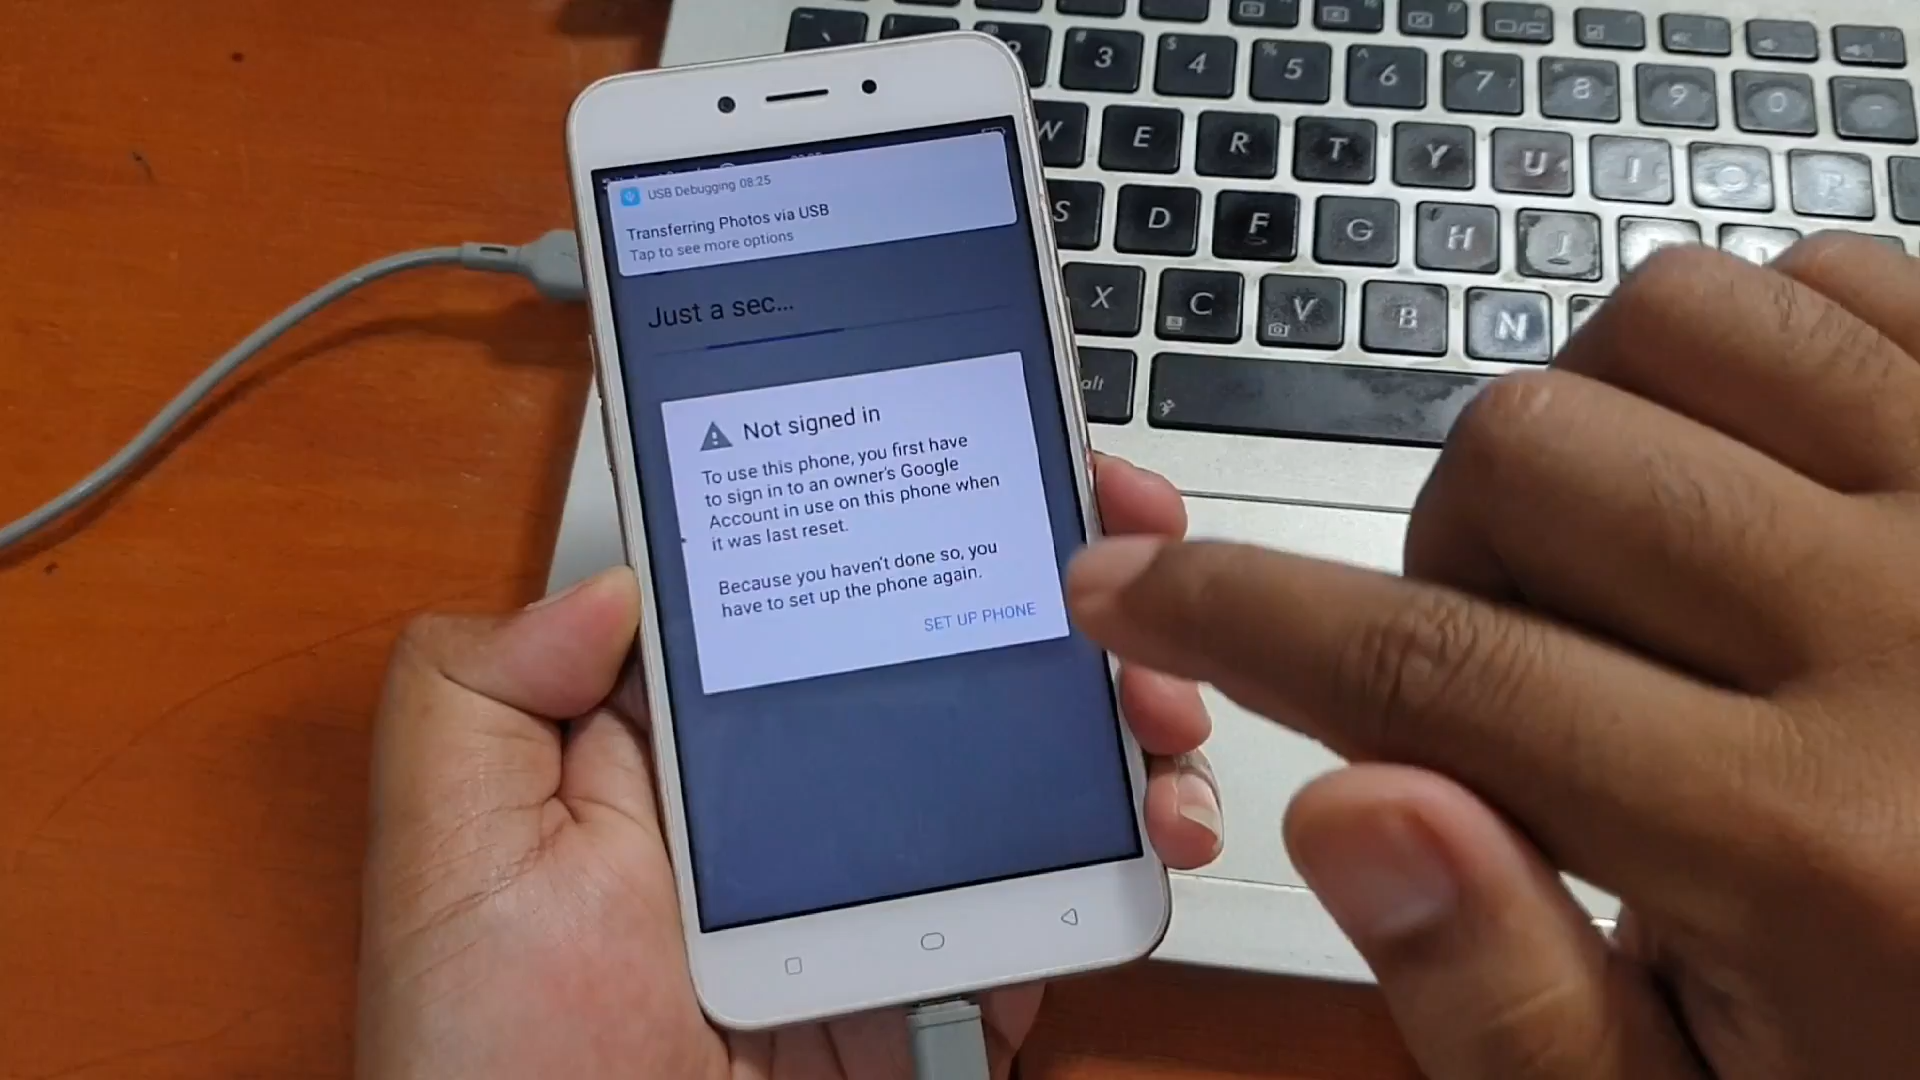 USB Debugging 08:25
Transferring Photos via USB
Tap to see more options
Just a sec...
Not signed in
To use this phone, you first have
to sign in to an owner's Google
Account in use on this phone when
it was last reset.
Because you haven't done so, you
have to set up the phone again.
SET UP PHONE
# 3 $ 4 % 5 ^ 6 & 7 8 9 0
W E R T Y U I O P
S D F G H J
X C V B N
alt